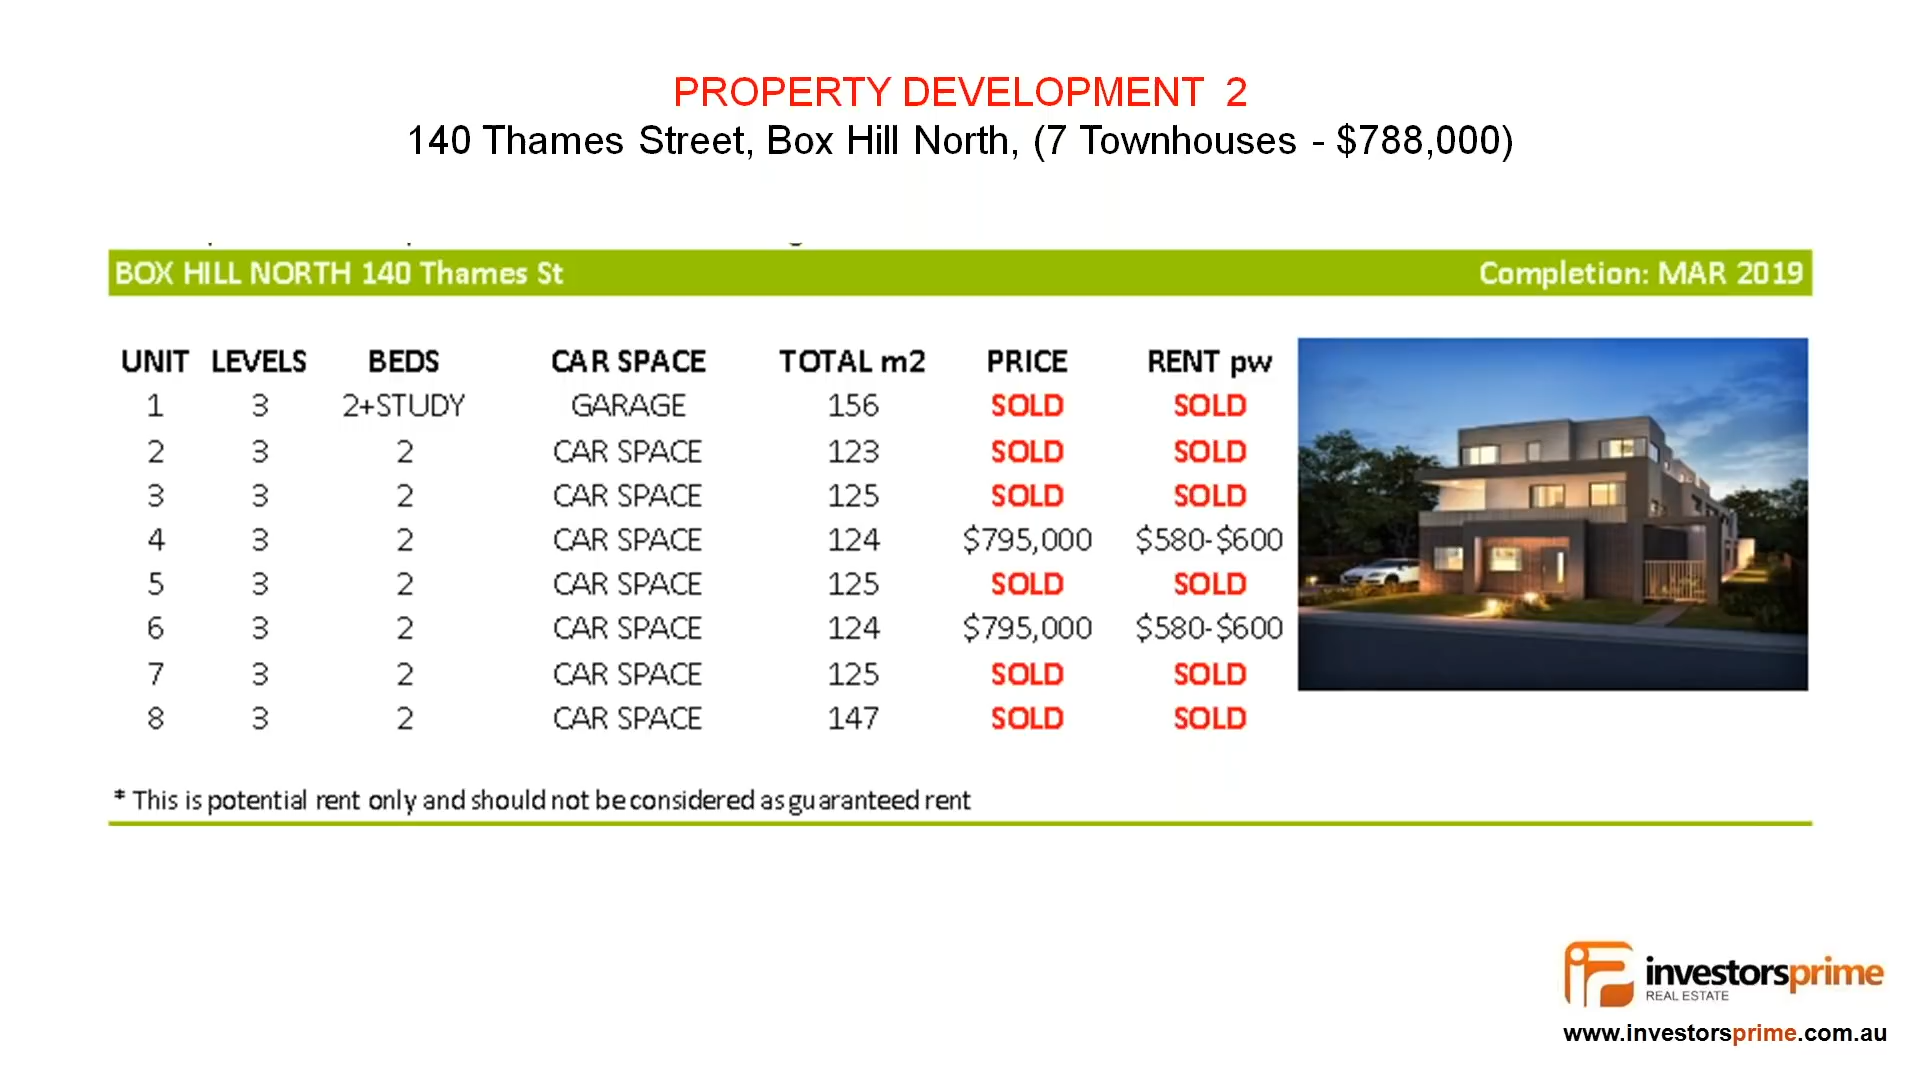 PROPERTY DEVELOPMENT 2
140 Thames Street, Box Hill North, (7 Townhouses - $788,000)
BOX HILL NORTH 140 Thames St Completion: MAR 2019
UNIT LEVELS BEDS CAR SPACE TOTAL m2 PRICE RENT pw
1 3 2+STUDY GARAGE 156 SOLD SOLD
2 3 2 CAR SPACE 123 SOLD SOLD
3 3 2 CAR SPACE 125 SOLD SOLD
4 3 2 CAR SPACE 124 $795,000 $580-$600
5 3 2 CAR SPACE 125 SOLD SOLD
6 3 2 CAR SPACE 124 $795,000 $580-$600
7 3 2 CAR SPACE 125 SOLD SOLD
8 3 2 CAR SPACE 147 SOLD SOLD
* This is potential rent only and should not be considered as guaranteed rent
investorsprime
REAL ESTATE
www.investorsprime.com.au